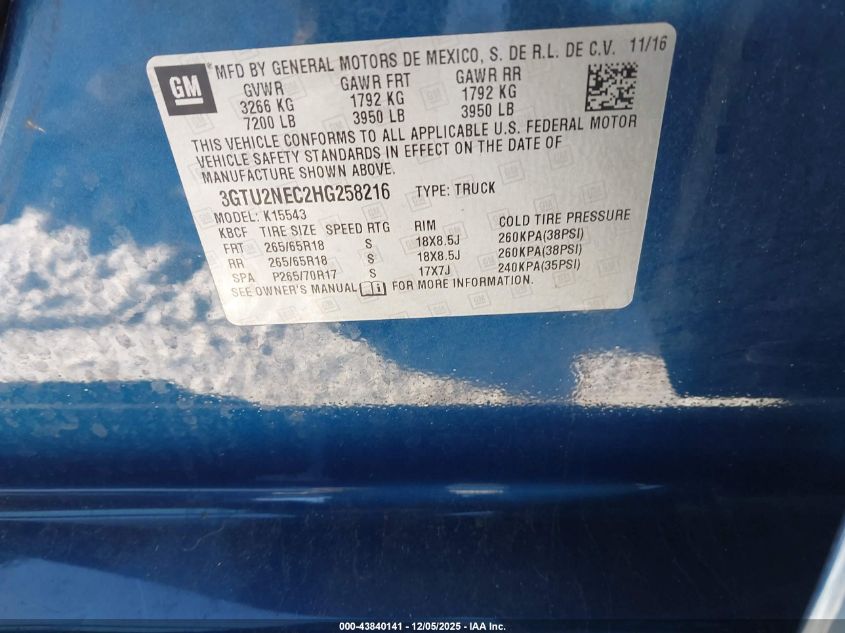 GM
MFD BY GENERAL MOTORS DE MEXICO, S. DE R.L. DE C.V. 11/16
GVWR GAWR FRT GAWR RR
3266 KG 1792 KG 1792 KG
7200 LB 3950 LB 3950 LB
THIS VEHICLE CONFORMS TO ALL APPLICABLE U.S. FEDERAL MOTOR
VEHICLE SAFETY STANDARDS IN EFFECT ON THE DATE OF
MANUFACTURE SHOWN ABOVE.
3GTU2NEC2HG258216 TYPE: TRUCK
MODEL: K15543
KBCF TIRE SIZE SPEED RTG RIM COLD TIRE PRESSURE
FRT 265/65R18 S 18X8.5J 260KPA(38PSI)
RR 265/65R18 S 18X8.5J 260KPA(38PSI)
SPA P265/70R17 S 17X7J 240KPA(35PSI)
SEE OWNER'S MANUAL FOR MORE INFORMATION.
000-43840141 - 12/05/2025 - IAA Inc.